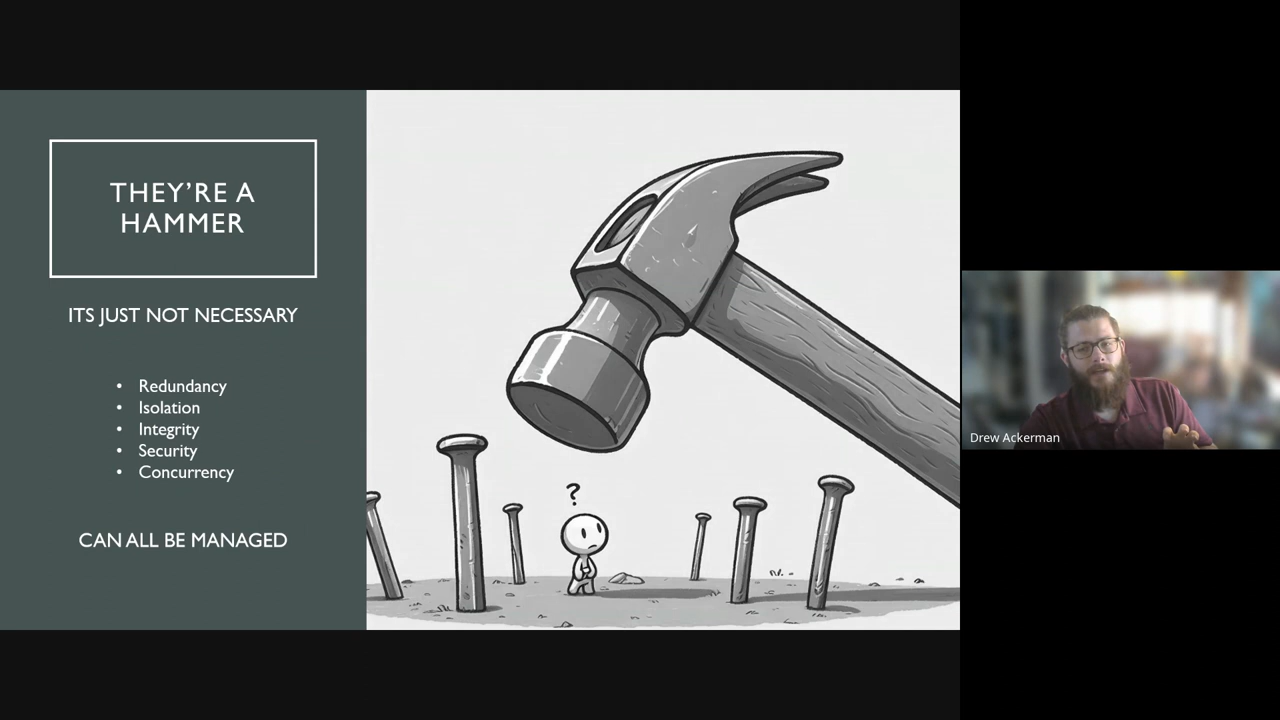 THEY'RE A
HAMMER
ITS JUST NOT NECESSARY
• Redundancy
• Isolation
• Integrity
• Security
• Concurrency
CAN ALL BE MANAGED
?
Drew Ackerman